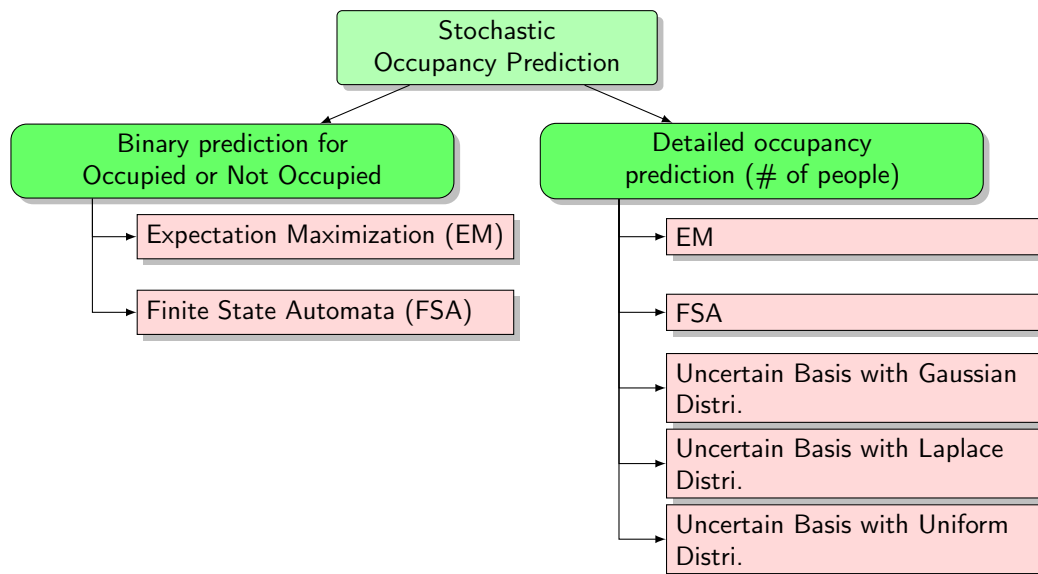 Stochastic
Occupancy Prediction
Binary prediction for
Occupied or Not Occupied
Expectation Maximization (EM)
Finite State Automata (FSA)
Detailed occupancy
prediction (# of people)
EM
FSA
Uncertain Basis with Gaussian
Distri.
Uncertain Basis with Laplace
Distri.
Uncertain Basis with Uniform
Distri.